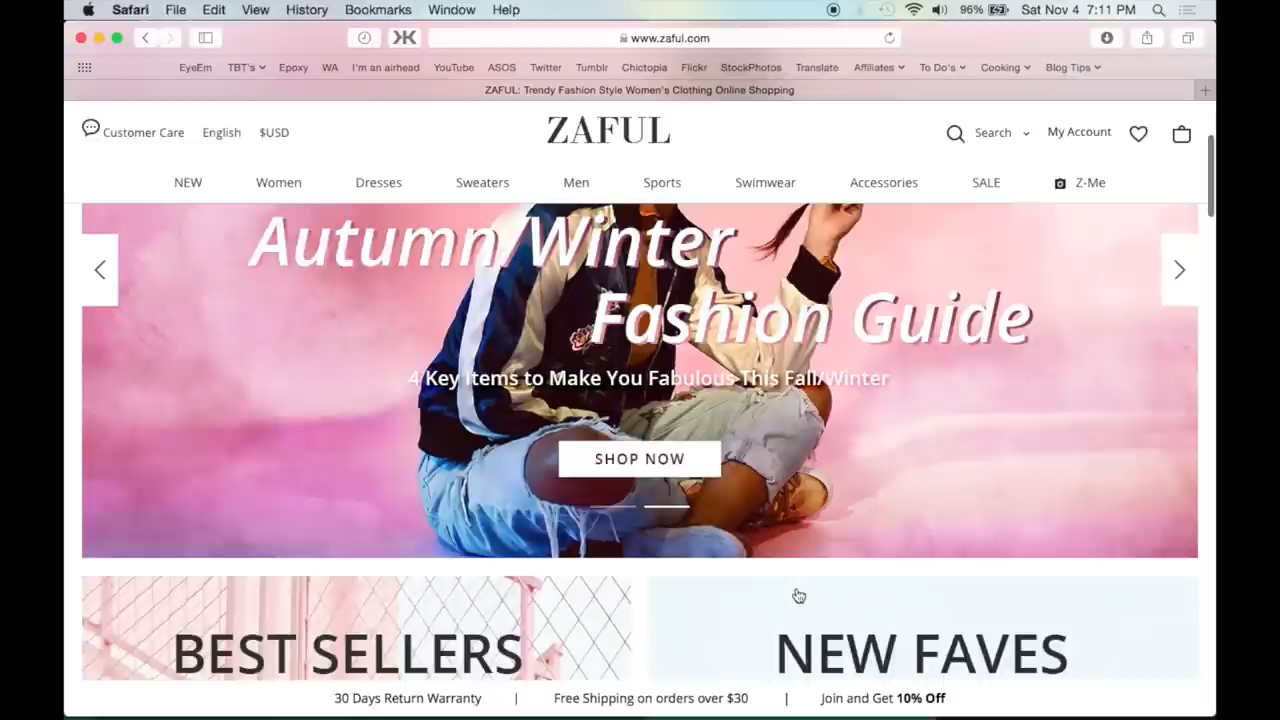 Safari File Edit View History Bookmarks Window Help 96% Sat Nov 4 7:11 PM
www.zaful.com
EyeEm TBT's Epoxy WA I'm an airhead YouTube ASOS Twitter Tumblr Chictopia Flickr StockPhotos Translate Affiliates To Do's Cooking Blog Tips
ZAFUL: Trendy Fashion Style Women's Clothing Online Shopping
Customer Care English $USD ZAFUL Search My Account
NEW Women Dresses Sweaters Men Sports Swimwear Accessories SALE Z-Me
Autumn/Winter
Fashion Guide
4 Key Items to Make You Fabulous This Fall/Winter
SHOP NOW
BEST SELLERS NEW FAVES
30 Days Return Warranty | Free Shipping on orders over $30 | Join and Get 10% Off